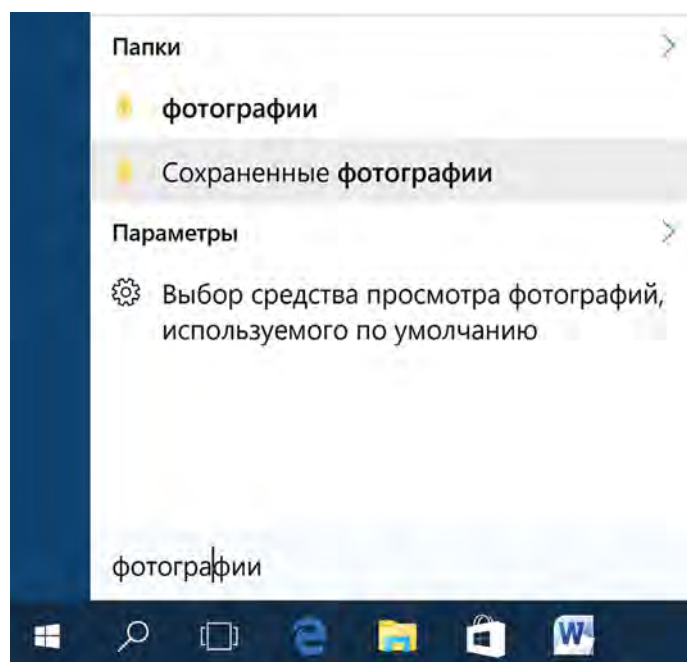 Папки
фотографии
Сохраненные фотографии
Параметры
Выбор средства просмотра фотографий,
используемого по умолчанию
фотографии
W